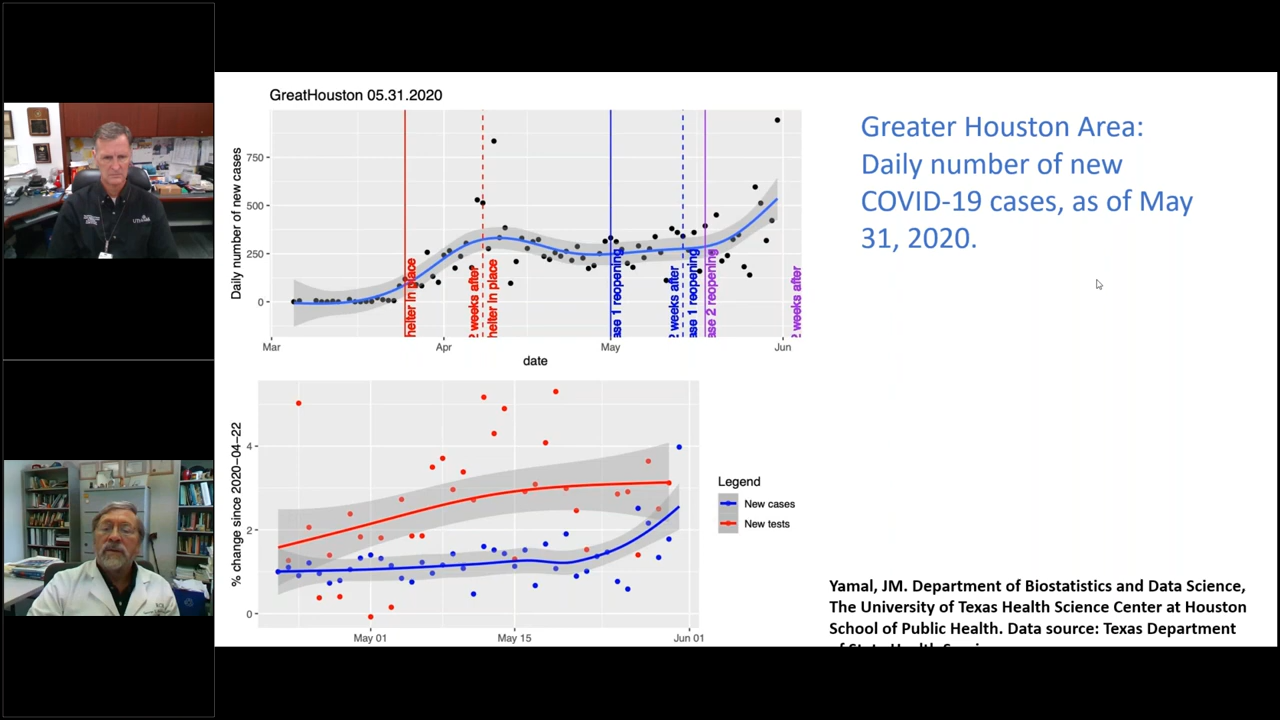 GreatHouston 05.31.2020
Daily number of new cases
750
500
250
0
helter in place
2 weeks after
helter in place
ase 1 reopening
2 weeks after
ase 1 reopening
ase 2 reopening
2 weeks after
Mar
Apr
May
Jun
date
Greater Houston Area:
Daily number of new
COVID-19 cases, as of May
31, 2020.
% change since 2020-04-22
4
2
0
May 01
May 15
Jun 01
Legend
New cases
New tests
Yamal, JM. Department of Biostatistics and Data Science,
The University of Texas Health Science Center at Houston
School of Public Health. Data source: Texas Department